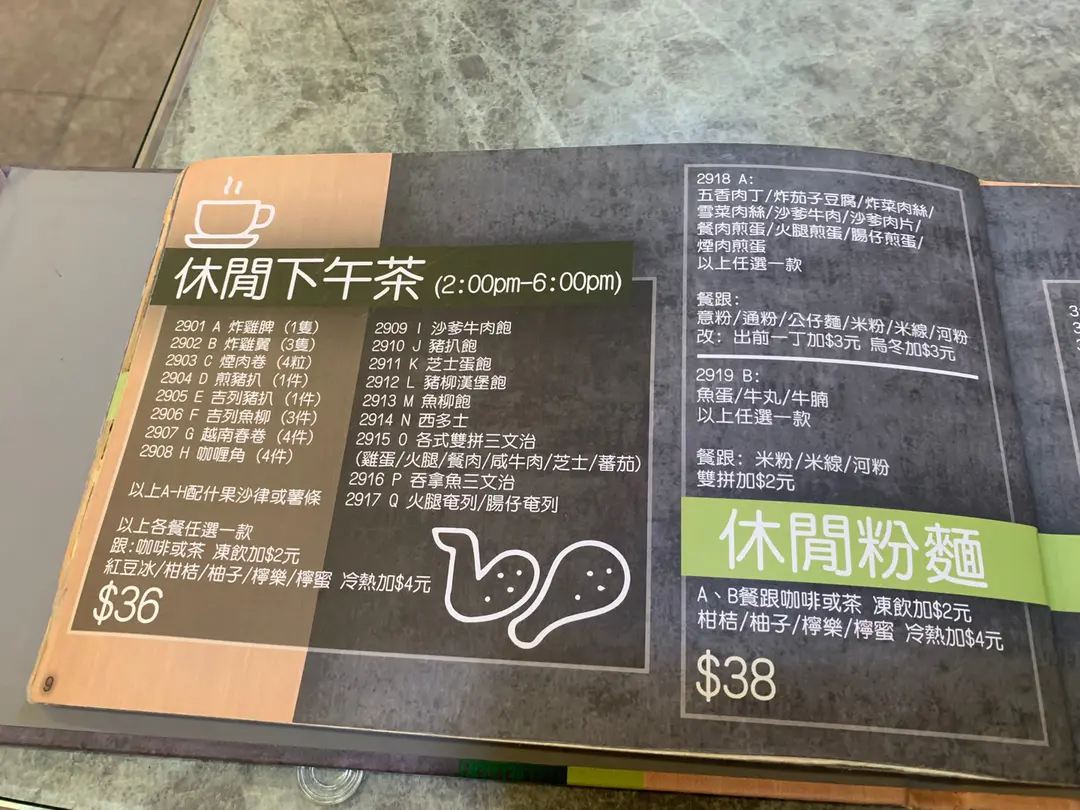 休閒下午茶 (2:00pm-6:00pm)
2901 A 炸雞脾 (1隻)
2902 B 炸雞翼 (3隻)
2903 C 煙肉卷 (4粒)
2904 D 煎豬扒 (1件)
2905 E 吉列豬扒 (1件)
2906 F 吉列魚柳 (3件)
2907 G 越南春卷 (4件)
2908 H 咖喱角 (4件)
以上A-H配什果沙律或薯條
2909 I 沙爹牛肉飽
2910 J 豬扒飽
2911 K 芝士蛋飽
2912 L 豬柳漢堡飽
2913 M 魚柳飽
2914 N 西多士
2915 O 各式雙拼三文治
(雞蛋/火腿/餐肉/咸牛肉/芝士/蕃茄)
2916 P 吞拿魚三文治
2917 Q 火腿奄列/腸仔奄列
以上各餐任選一款
跟:咖啡或茶 凍飲加$2元
紅豆冰/柑桔/柚子/檸樂/檸蜜 冷熱加$4元
$36
9
2918 A:
五香肉丁/炸茄子豆腐/炸菜肉絲/
雪菜肉絲/沙爹牛肉/沙爹肉片/
餐肉煎蛋/火腿煎蛋/腸仔煎蛋/
煙肉煎蛋
以上任選一款
餐跟:
意粉/通粉/公仔麵/米粉/米線/河粉
改: 出前一丁加$3元 烏冬加$3元
2919 B:
魚蛋/牛丸/牛腩
以上任選一款
餐跟: 米粉/米線/河粉
雙拼加$2元
休閒粉麵
A、B餐跟咖啡或茶 凍飲加$2元
柑桔/柚子/檸樂/檸蜜 冷熱加$4元
$38